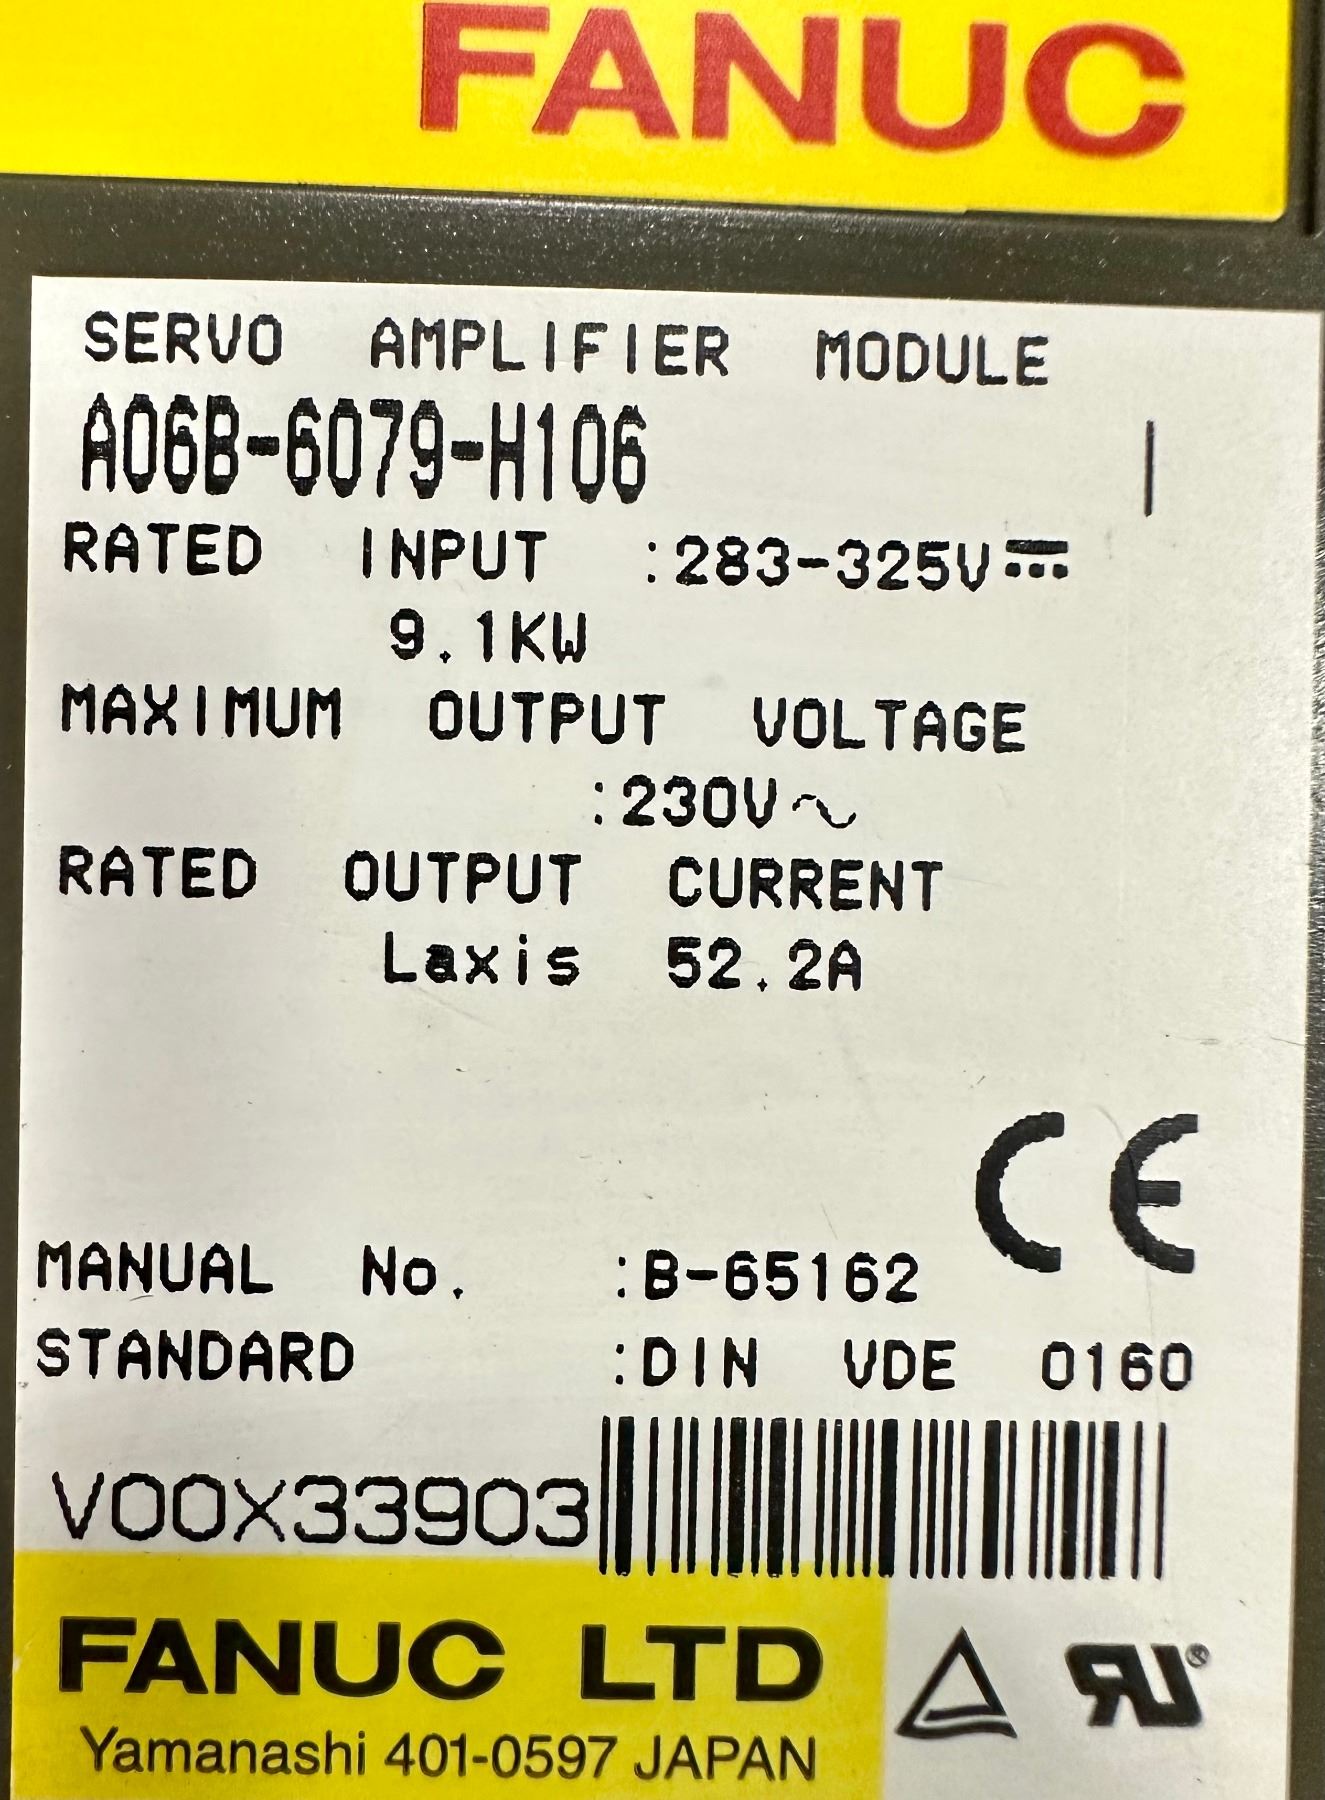 FANUC
SERVO AMPLIFIER MODULE
A06B-6079-H106
RATED INPUT :283-325V⎓
9.1KW
MAXIMUM OUTPUT VOLTAGE
:230V~
RATED OUTPUT CURRENT
Laxis 52.2A
CE
MANUAL No. :B-65162
STANDARD :DIN VDE 0160
V00X33903
FANUC LTD
Yamanashi 401-0597 JAPAN
RU®